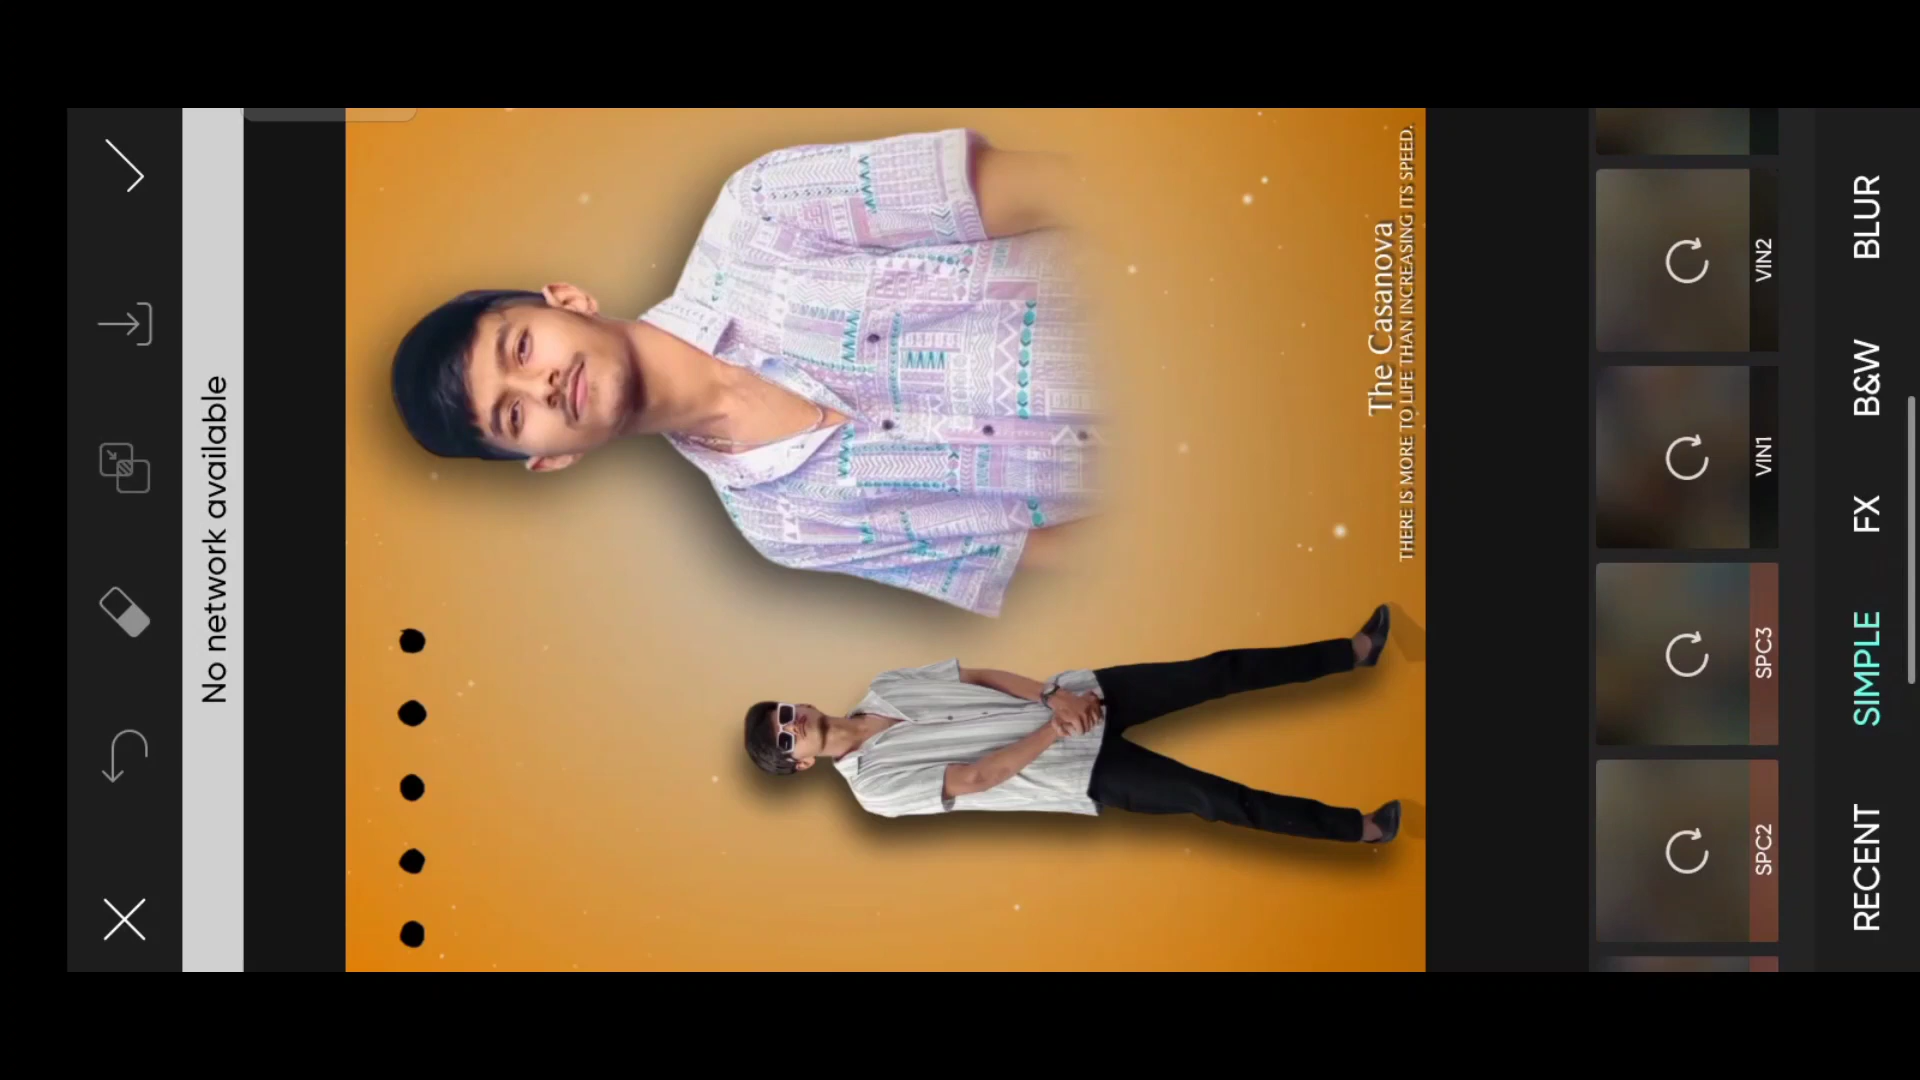 No network available
The Casanova
THERE IS MORE TO LIFE THAN INCREASING ITS SPEED.
SPC2
SPC3
VIN1
VIN2
RECENT
SIMPLE
FX
B&W
BLUR